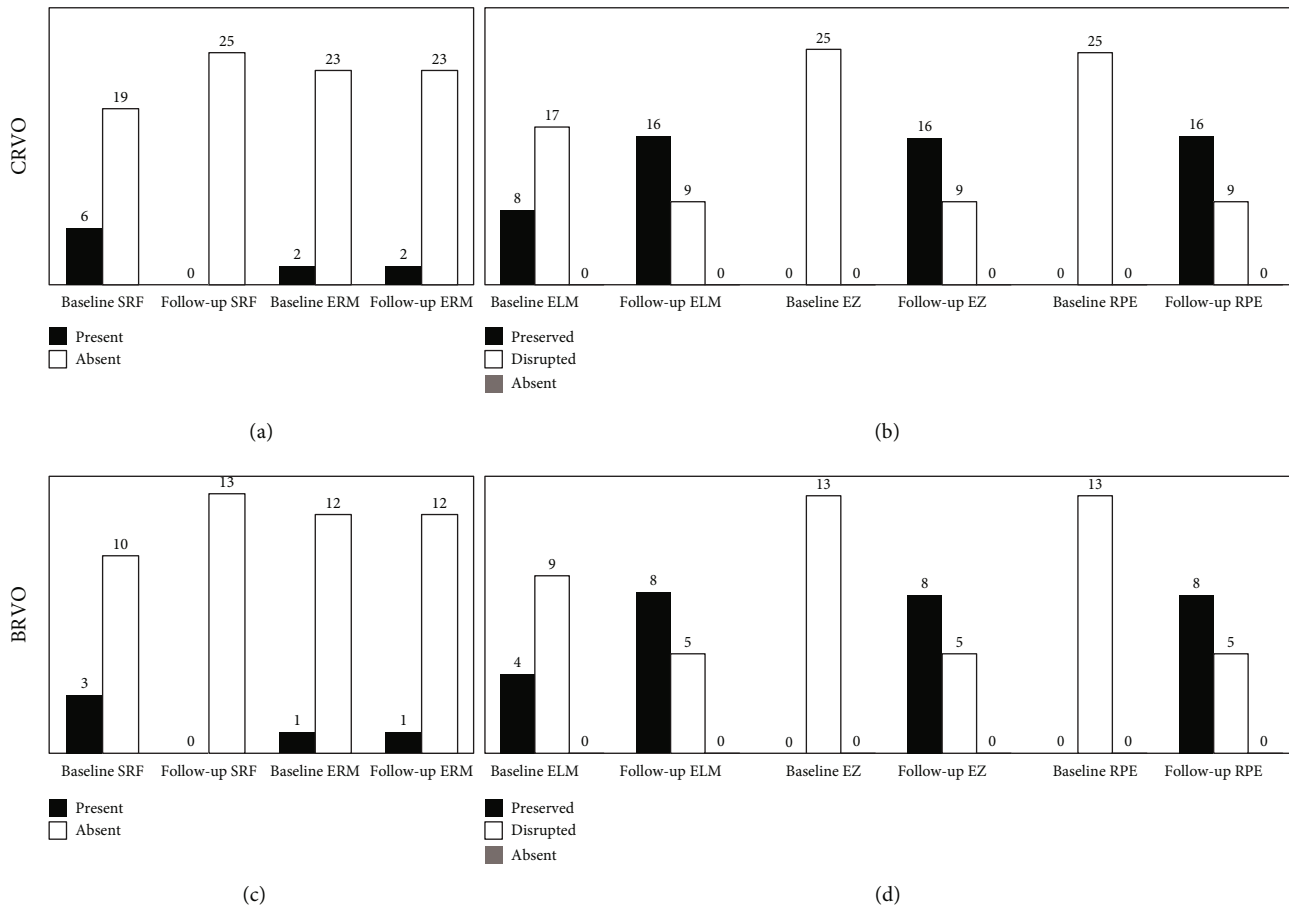 CRVO
6
19
0
25
2
23
2
23
Baseline SRF
Follow-up SRF
Baseline ERM
Follow-up ERM
Present
Absent
(a)
8
17
0
16
9
0
0
25
0
16
9
0
0
25
0
16
9
0
Baseline ELM
Follow-up ELM
Baseline EZ
Follow-up EZ
Baseline RPE
Follow-up RPE
Preserved
Disrupted
Absent
(b)
BRVO
3
10
0
13
1
12
1
12
Baseline SRF
Follow-up SRF
Baseline ERM
Follow-up ERM
Present
Absent
(c)
4
9
0
8
5
0
0
13
0
8
5
0
0
13
0
8
5
0
Baseline ELM
Follow-up ELM
Baseline EZ
Follow-up EZ
Baseline RPE
Follow-up RPE
Preserved
Disrupted
Absent
(d)